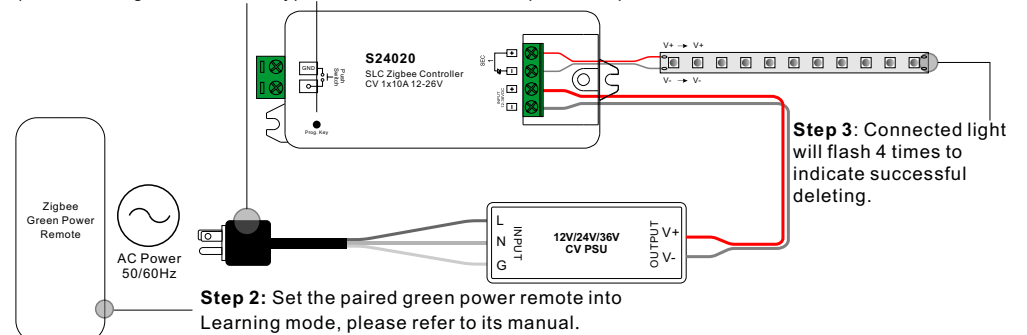 GND
Push
Switch
Prog. Key
S24020
SLC Zigbee Controller
CV 1x10A 12-26V
SEC
1
V+ → V+
V- → V-
Step 3: Connected light
will flash 4 times to
indicate successful
deleting.
Zigbee
Green Power
Remote
AC Power
50/60Hz
L
N
G
INPUT
12V/24V/36V
CV PSU
OUTPUT
V+
V-
Step 2: Set the paired green power remote into
Learning mode, please refer to its manual.